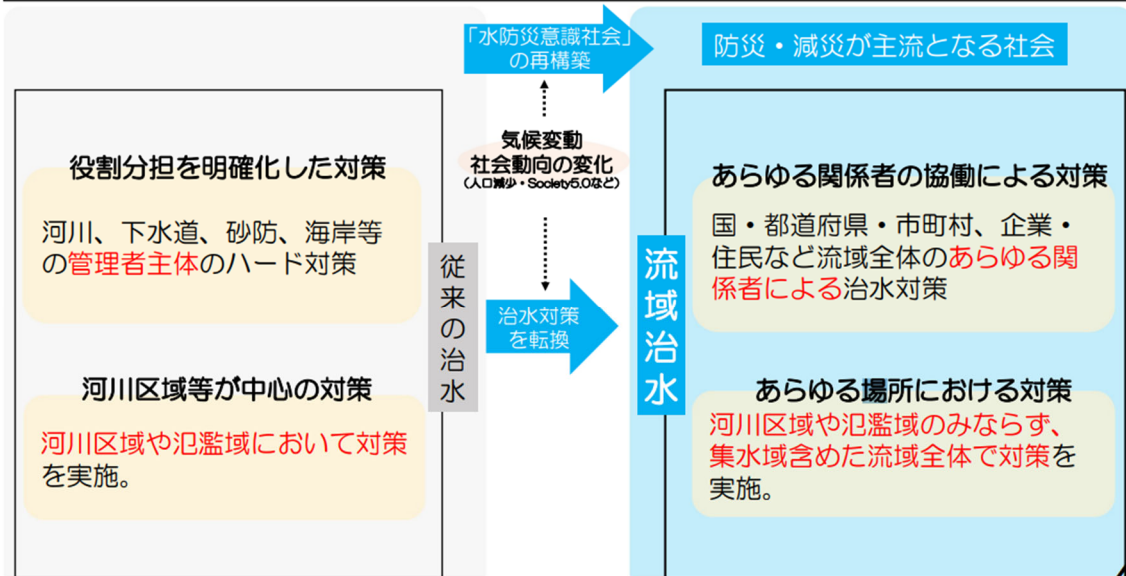 「水防災意識社会」
の再構築
防災・減災が主流となる社会
気候変動
社会動向の変化
(人口減少・Society5.0など)
役割分担を明確化した対策
河川、下水道、砂防、海岸等
の管理者主体のハード対策
従来の治水
治水対策
を転換
流域治水
あらゆる関係者の協働による対策
国・都道府県・市町村、企業・
住民など流域全体のあらゆる関
係者による治水対策
河川区域等が中心の対策
河川区域や氾濫域において対策
を実施。
あらゆる場所における対策
河川区域や氾濫域のみならず、
集水域含めた流域全体で対策を
実施。